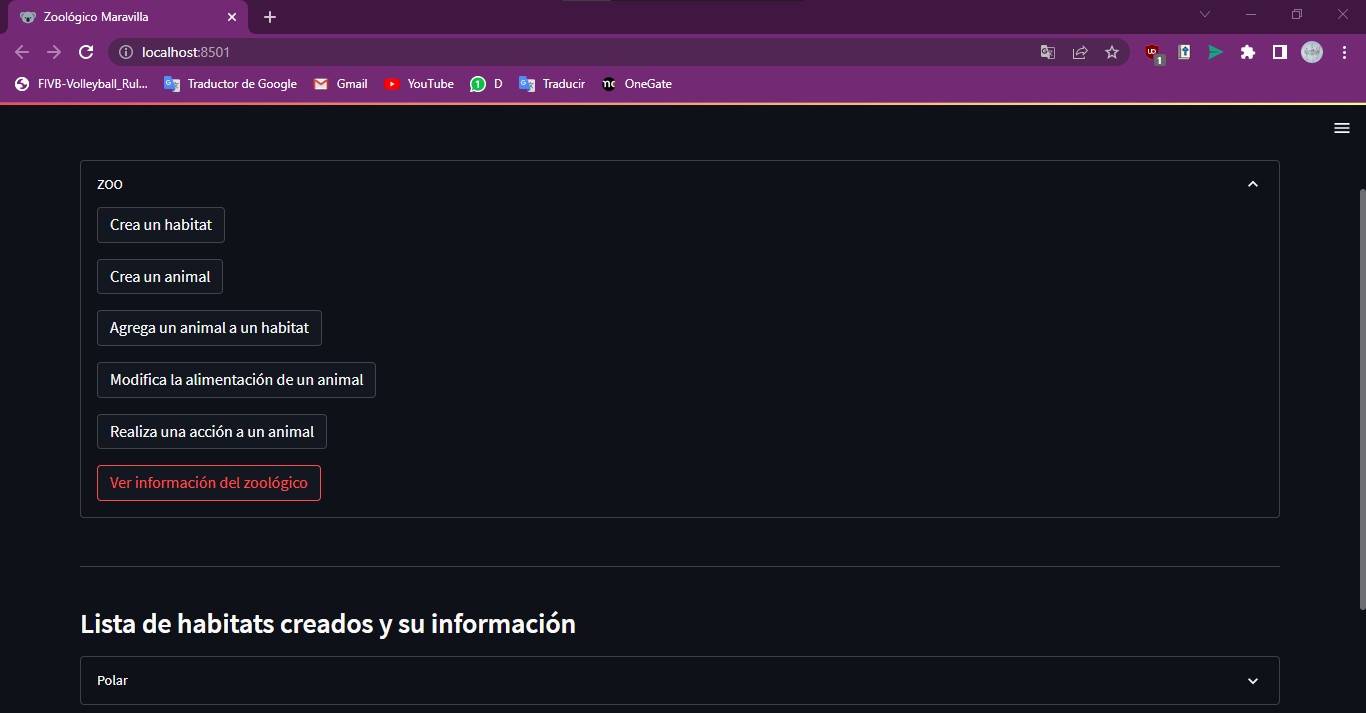 Zoológico Maravilla
localhost:8501
1
FIVB-Volleyball_Rul...
Traductor de Google
Gmail
YouTube
1
D
Traducir
OneGate
ZOO
Crea un habitat
Crea un animal
Agrega un animal a un habitat
Modifica la alimentación de un animal
Realiza una acción a un animal
Ver información del zoológico
Lista de habitats creados y su información
Polar